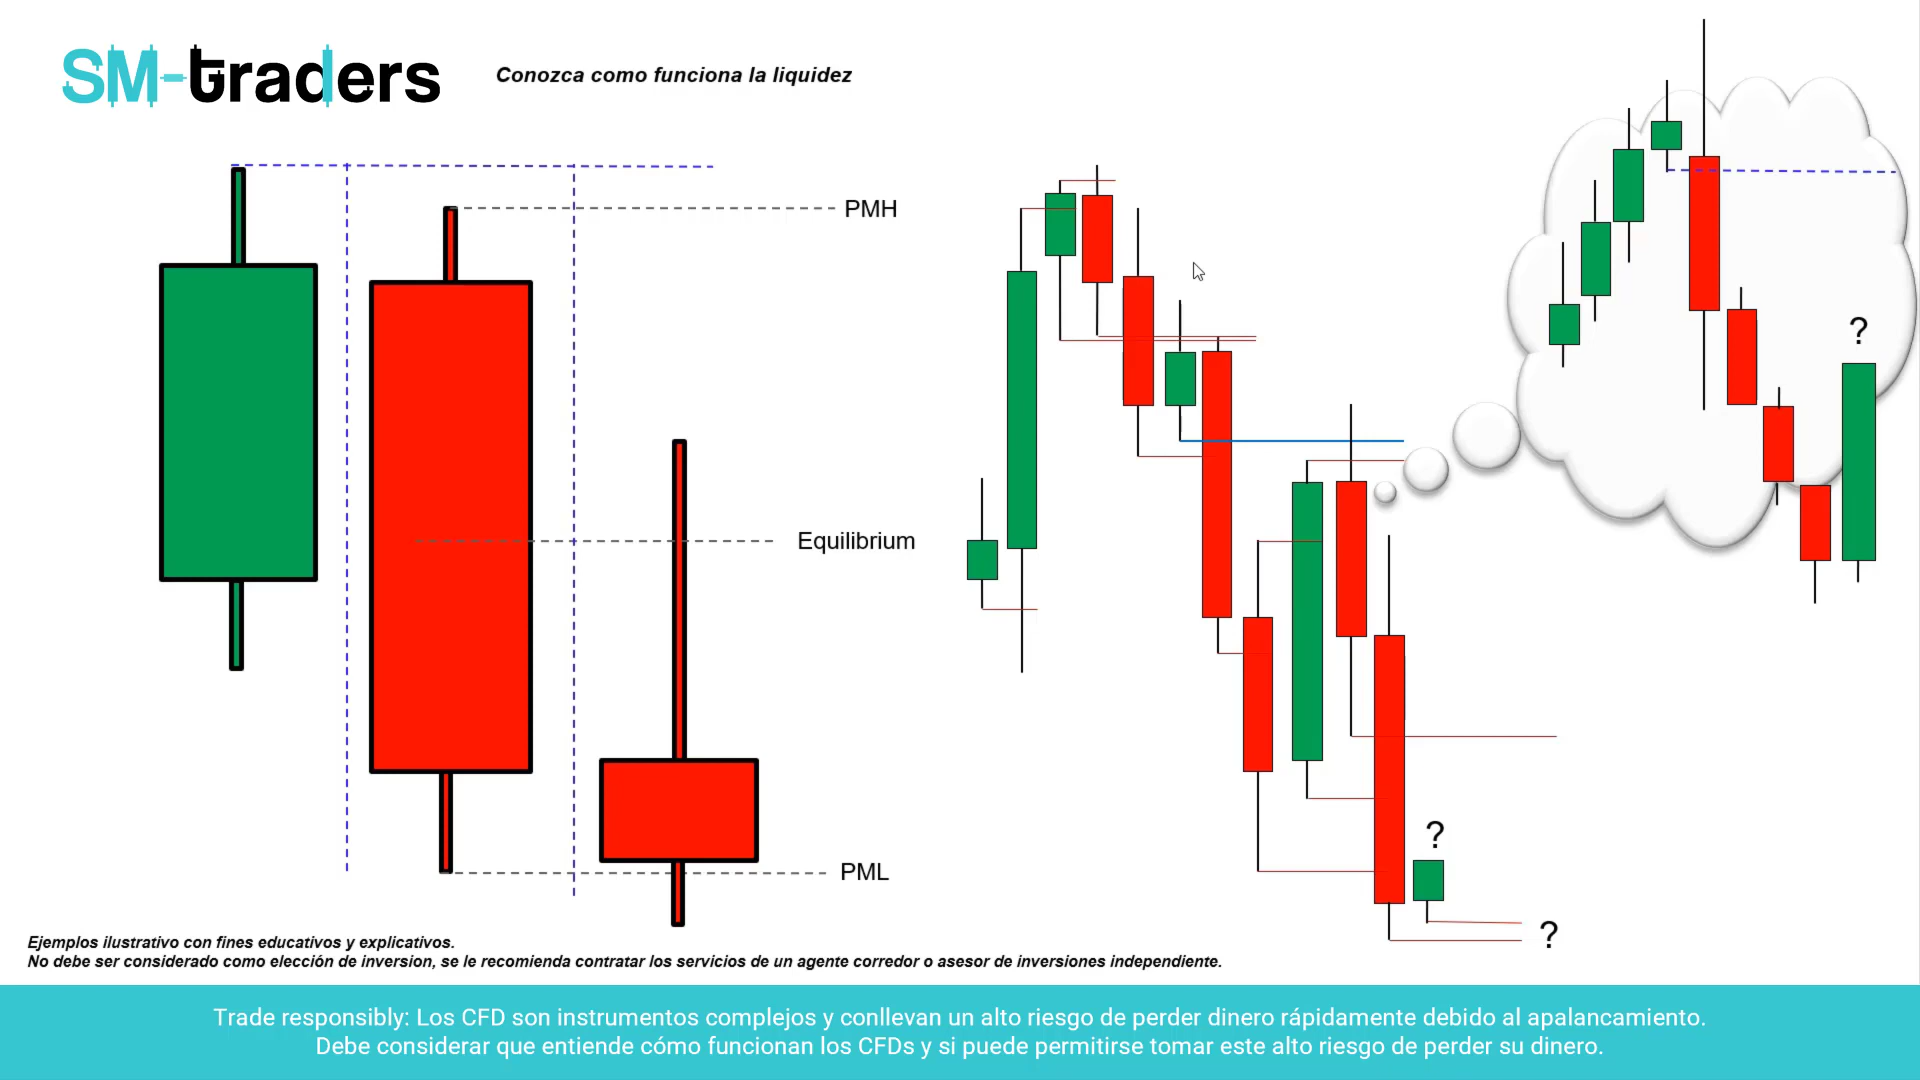 SM-traders
Conozca como funciona la liquidez
PMH
?
Equilibrium
?
PML
?
Ejemplos ilustrativo con fines educativos y explicativos.
No debe ser considerado como elección de inversion, se le recomienda contratar los servicios de un agente corredor o asesor de inversiones independiente.
Trade responsibly: Los CFD son instrumentos complejos y conllevan un alto riesgo de perder dinero rápidamente debido al apalancamiento.
Debe considerar que entiende cómo funcionan los CFDs y si puede permitirse tomar este alto riesgo de perder su dinero.